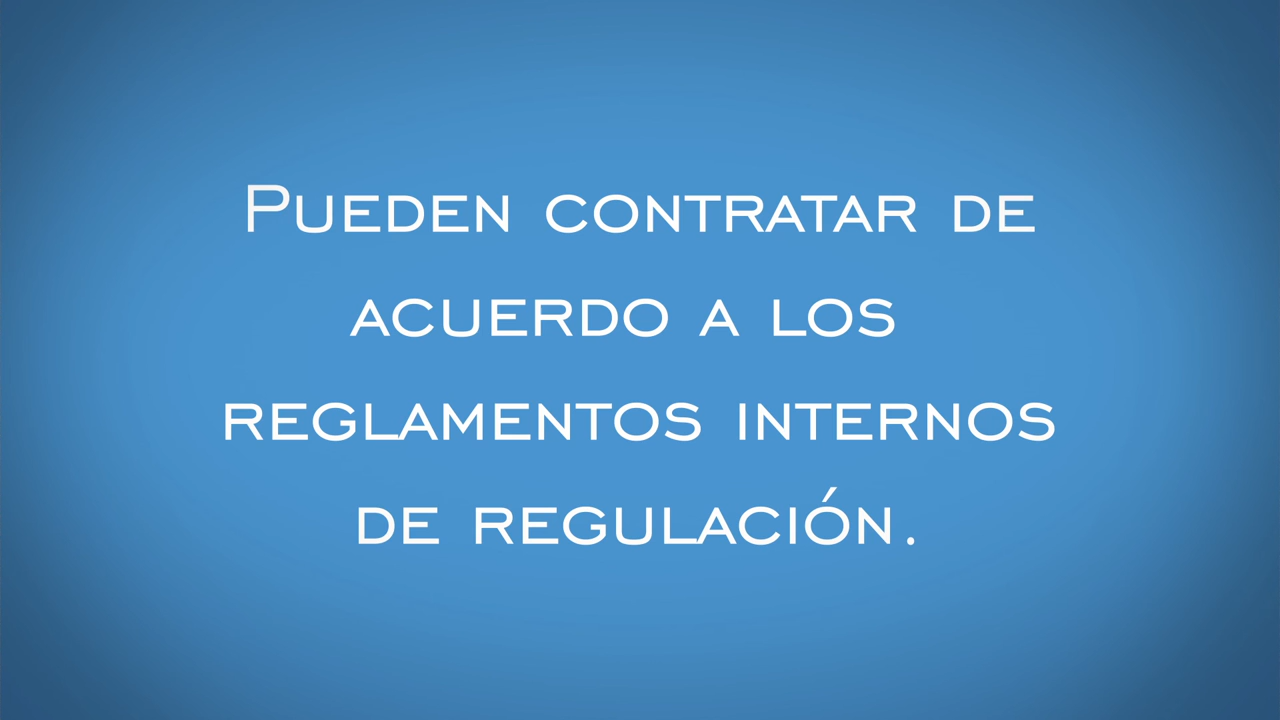 Pueden contratar de
acuerdo a los
reglamentos internos
de regulación.